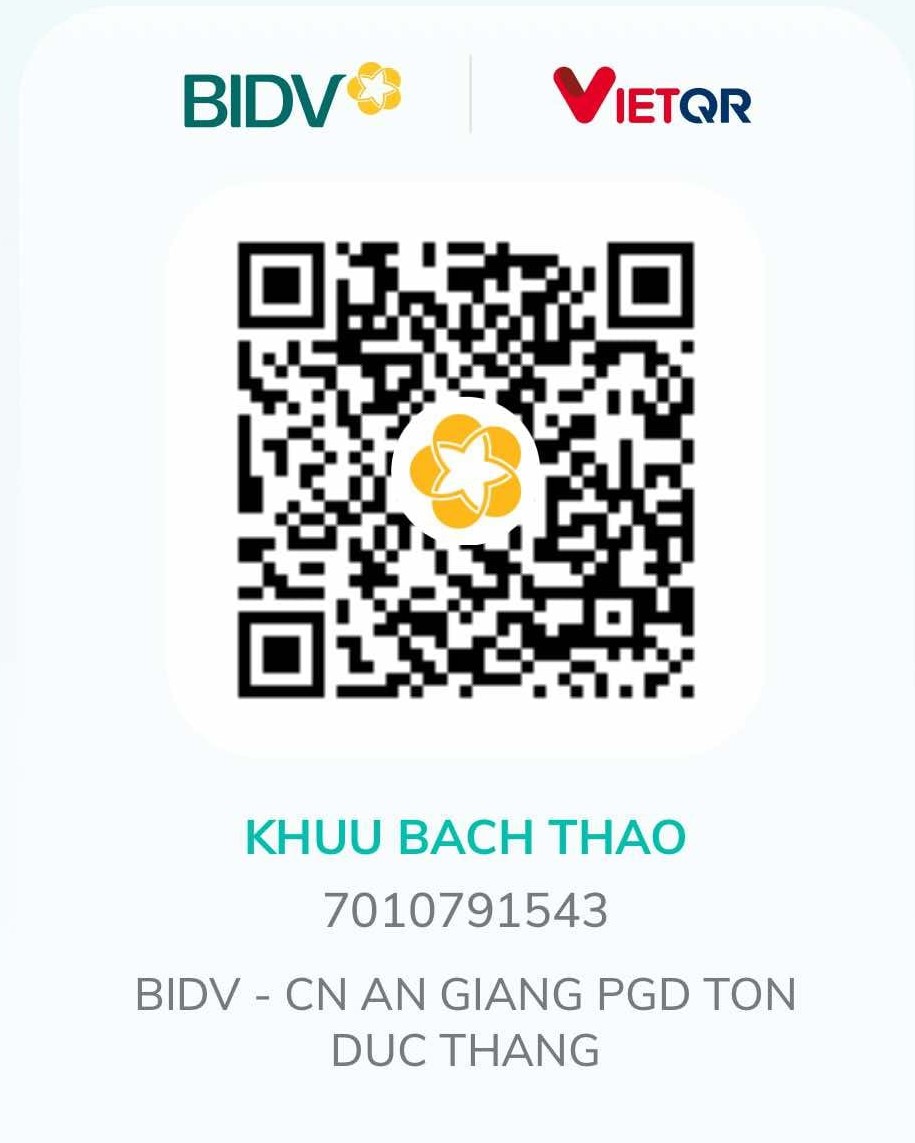 BIDV
VIETQR
KHUU BACH THAO
7010791543
BIDV - CN AN GIANG PGD TON
DUC THANG